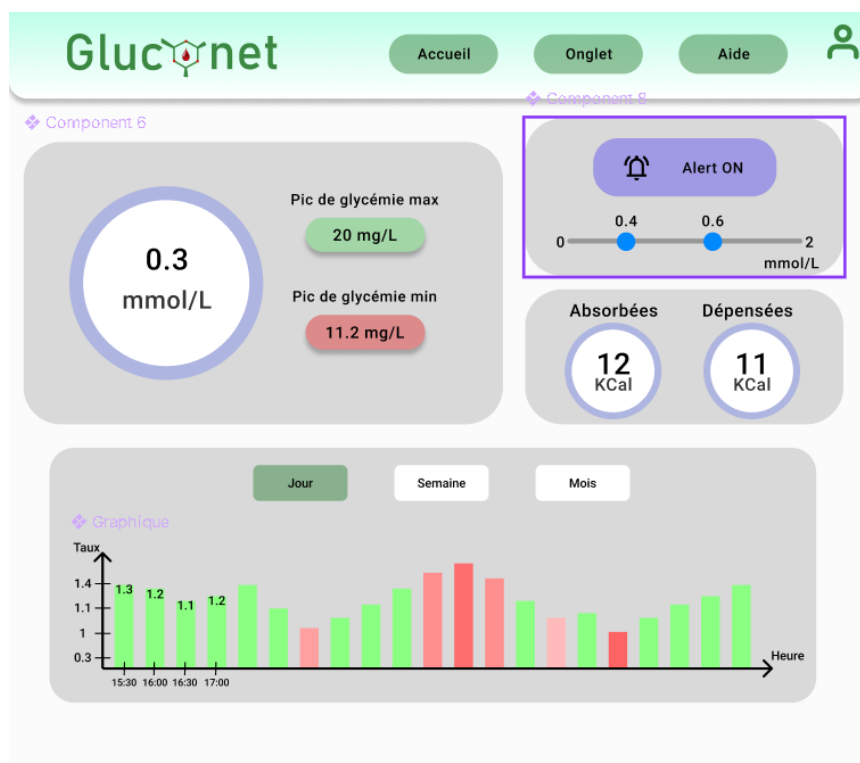 Glucynet
Accueil
Onglet
Aide
Component 6
Component 8
0.3
mmol/L
Pic de glycémie max
20 mg/L
Pic de glycémie min
11.2 mg/L
Alert ON
0.4
0.6
0
2
mmol/L
Absorbées
Dépensées
12
KCal
11
KCal
Jour
Semaine
Mois
Graphique
Taux
1.4
1.1
1
0.3
1.3
1.2
1.1
1.2
15:30
16:00
16:30
17:00
Heure